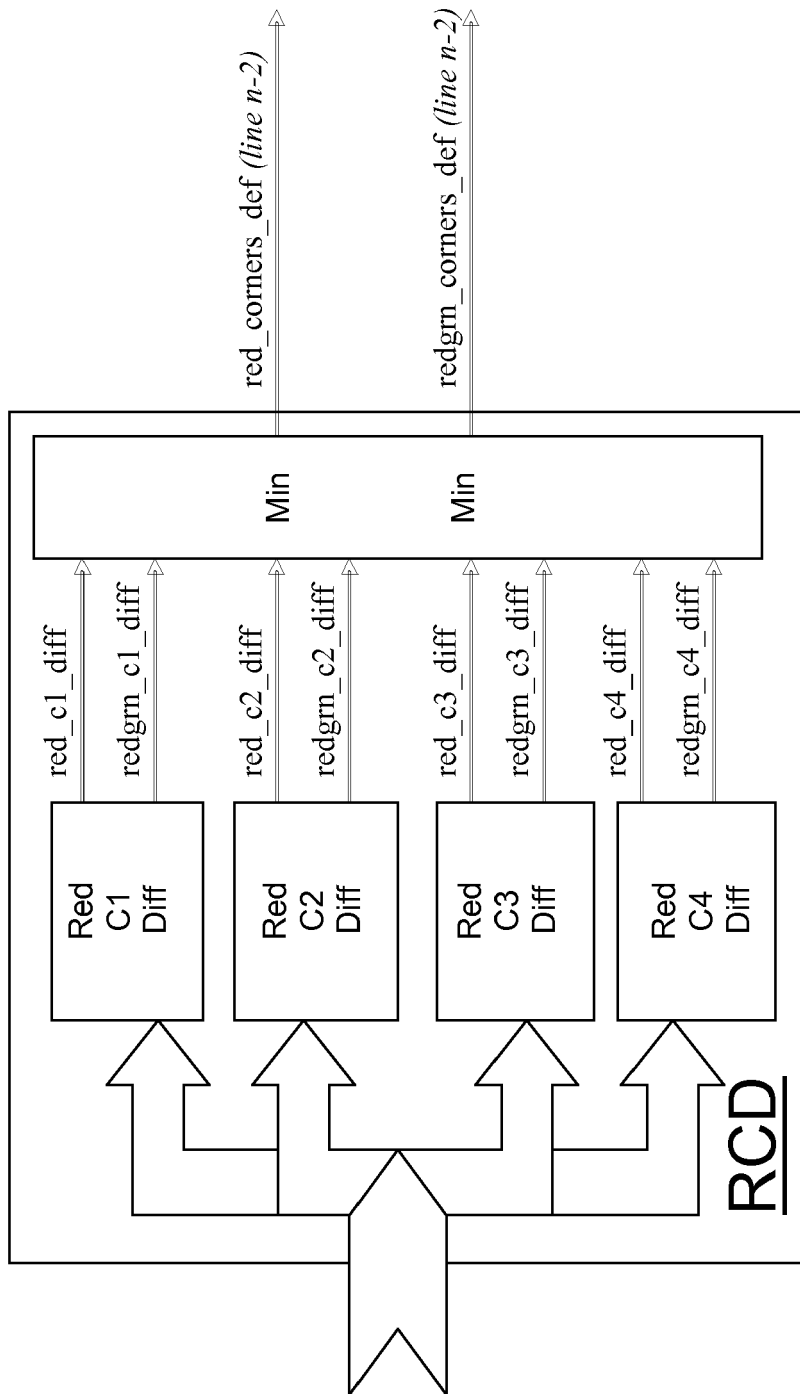 RCD
Red
C1
Diff
Red
C2
Diff
Red
C3
Diff
Red
C4
Diff
red_c1_diff
redgrn_c1_diff
red_c2_diff
redgrn_c2_diff
red_c3_diff
redgrn_c3_diff
red_c4_diff
redgrn_c4_diff
Min
Min
red_corners_def (line n-2)
redgrn_corners_def (line n-2)